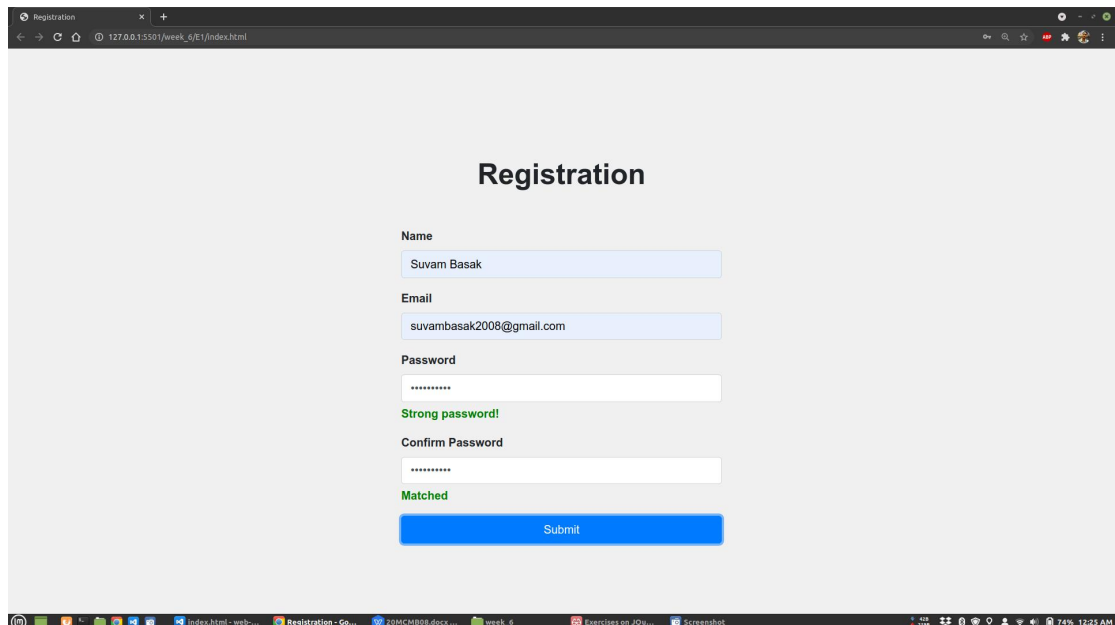 Registration
127.0.0.1:5501/week_6/E1/index.html
ABP
Registration
Name
Suvam Basak
Email
suvambasak2008@gmail.com
Password
••••••••••
Strong password!
Confirm Password
••••••••••
Matched
Submit
index.html - web-... Registration - Go... 20MCMB08.docx ... week_6 Exercises on JQu... Screenshot 74% 12:25 AM